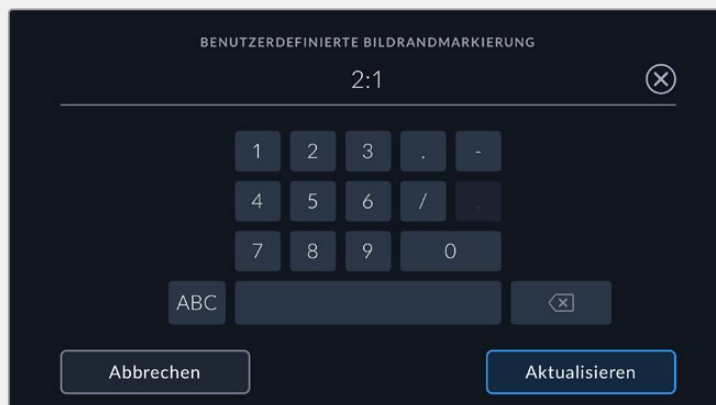 BENUTZERDEFINIERTE BILDRANDMARKIERUNG
2:1
1 2 3 . -
4 5 6 / ,
7 8 9 0
ABC
Abbrechen Aktualisieren